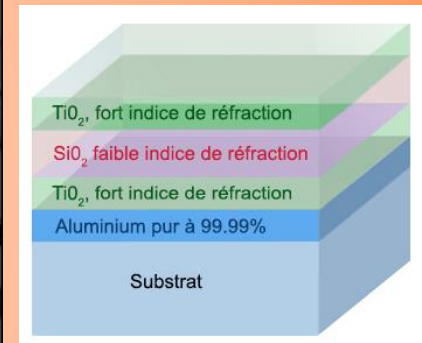 Ti0₂, fort indice de réfraction
Si0₂ faible indice de réfraction
Ti0₂, fort indice de réfraction
Aluminium pur à 99.99%
Substrat